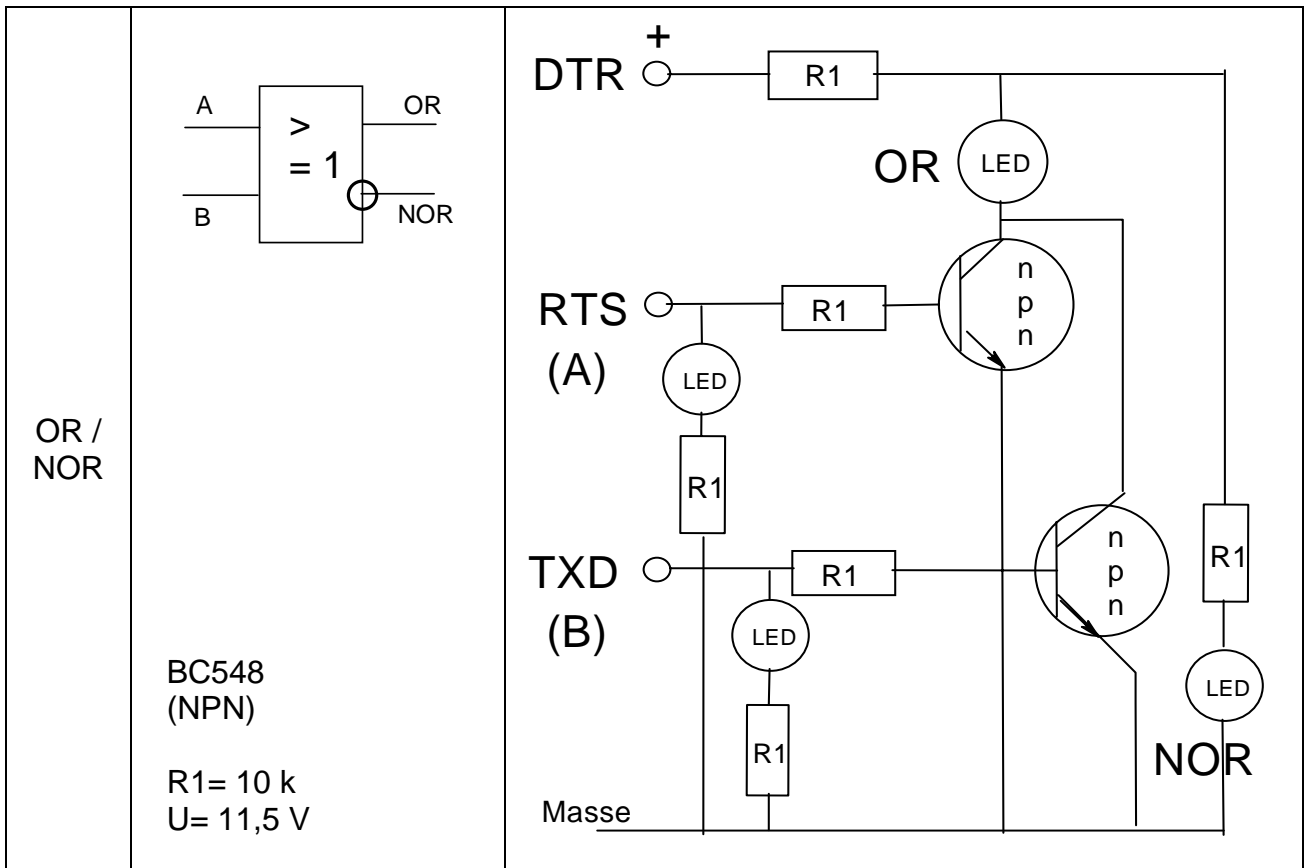 OR /
NOR
A
OR
>
= 1
B
NOR
BC548
(NPN)
R1= 10 k
U= 11,5 V
+
DTR
R1
OR
LED
n
p
n
RTS
R1
(A)
LED
R1
TXD
R1
n
p
n
R1
(B)
LED
LED
R1
NOR
Masse